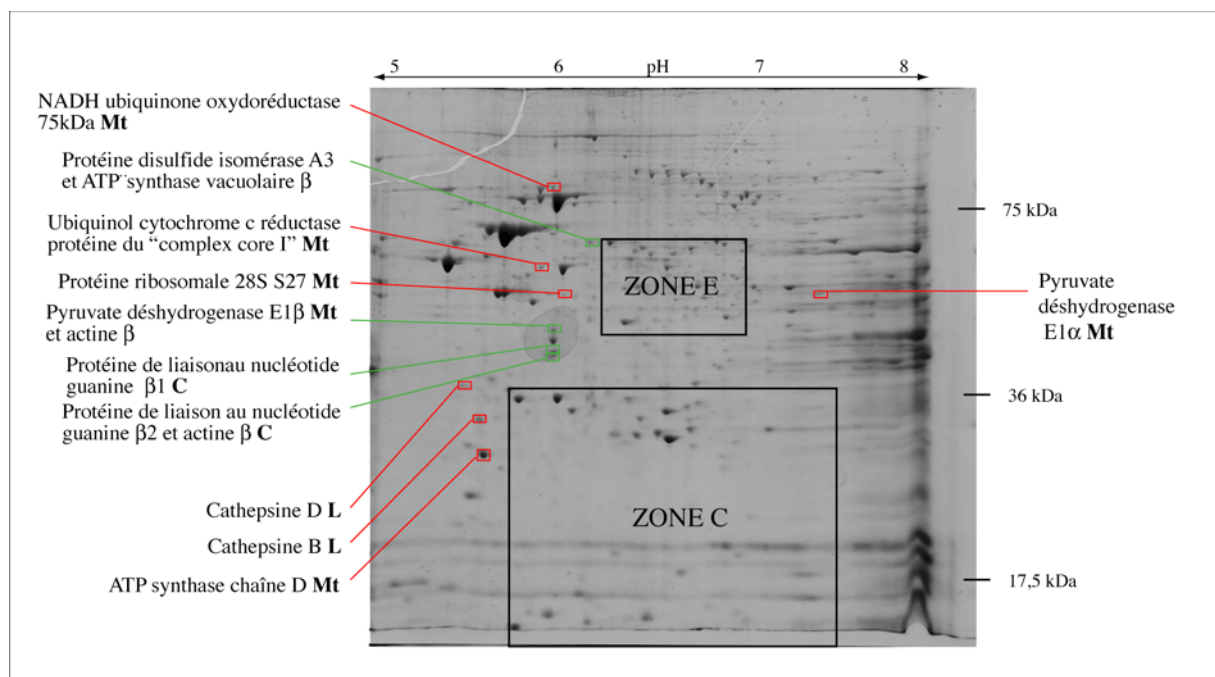 5 6 pH 7 8
NADH ubiquinone oxydoréductase
75kDa Mt
Protéine disulfide isomérase A3
et ATP synthase vacuolaire β
Ubiquinol cytochrome c réductase
protéine du “complex core I” Mt
Protéine ribosomale 28S S27 Mt
Pyruvate déshydrogenase E1β Mt
et actine β
Protéine de liaisonau nucléotide
guanine β1 C
Protéine de liaison au nucléotide
guanine β2 et actine β C
Cathepsine D L
Cathepsine B L
ATP synthase chaîne D Mt
ZONE E
ZONE C
75 kDa
Pyruvate
déshydrogenase
E1α Mt
36 kDa
17,5 kDa